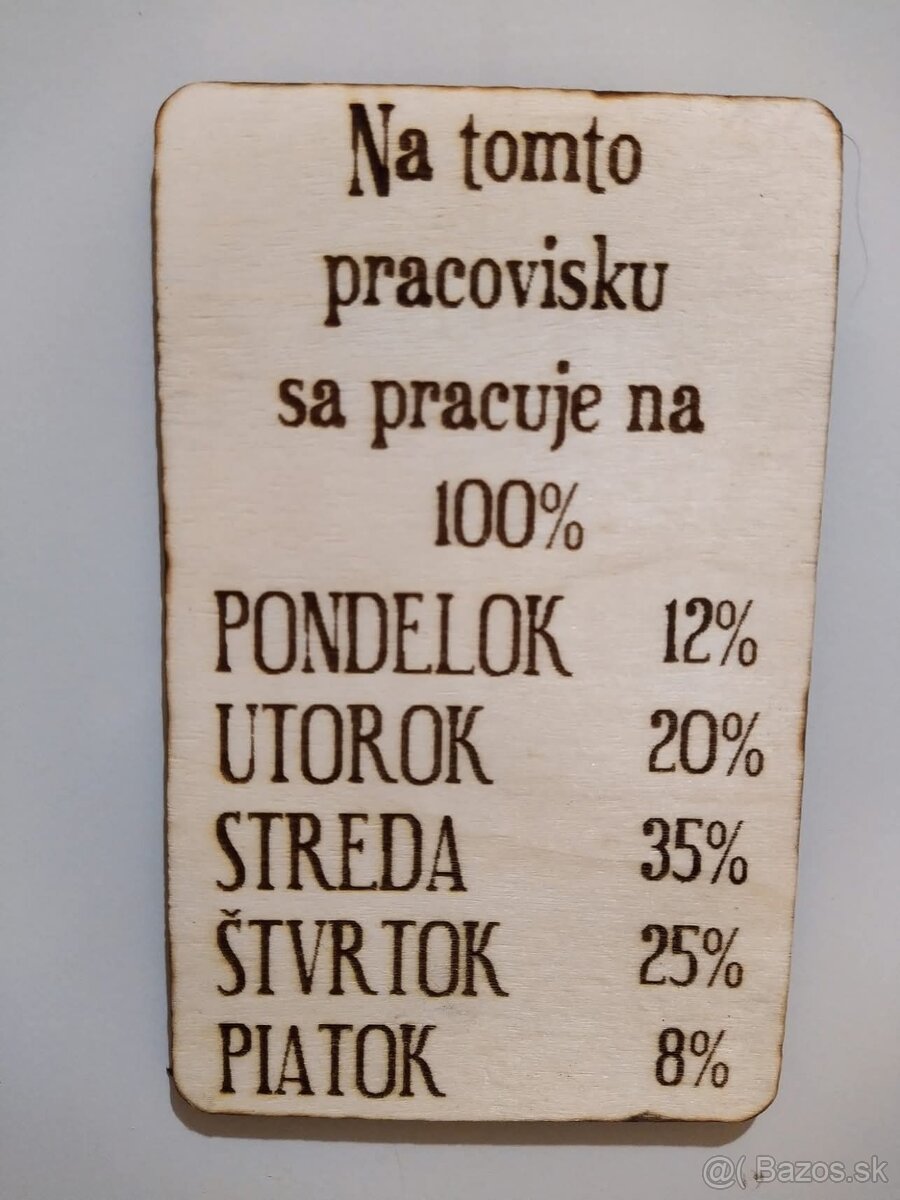 Na tomto
pracovisku
sa pracuje na
100%
PONDELOK 12%
UTOROK 20%
STREDA 35%
ŠTVRTOK 25%
PIATOK 8%
Bazos.sk